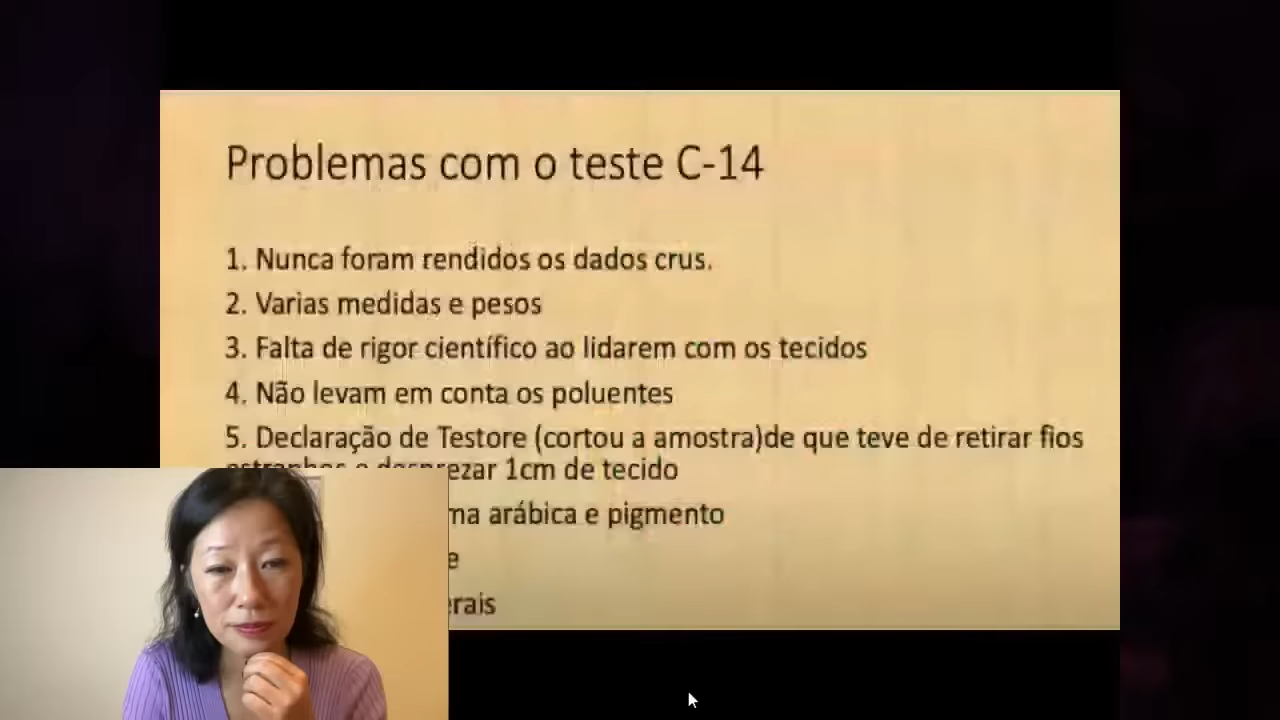 Problemas com o teste C-14
1. Nunca foram rendidos os dados crus.
2. Varias medidas e pesos
3. Falta de rigor científico ao lidarem com os tecidos
4. Não levam em conta os poluentes
5. Declaração de Testore (cortou a amostra)de que teve de retirar fios
estranhos e desprezar 1cm de tecido
arábica e pigmento